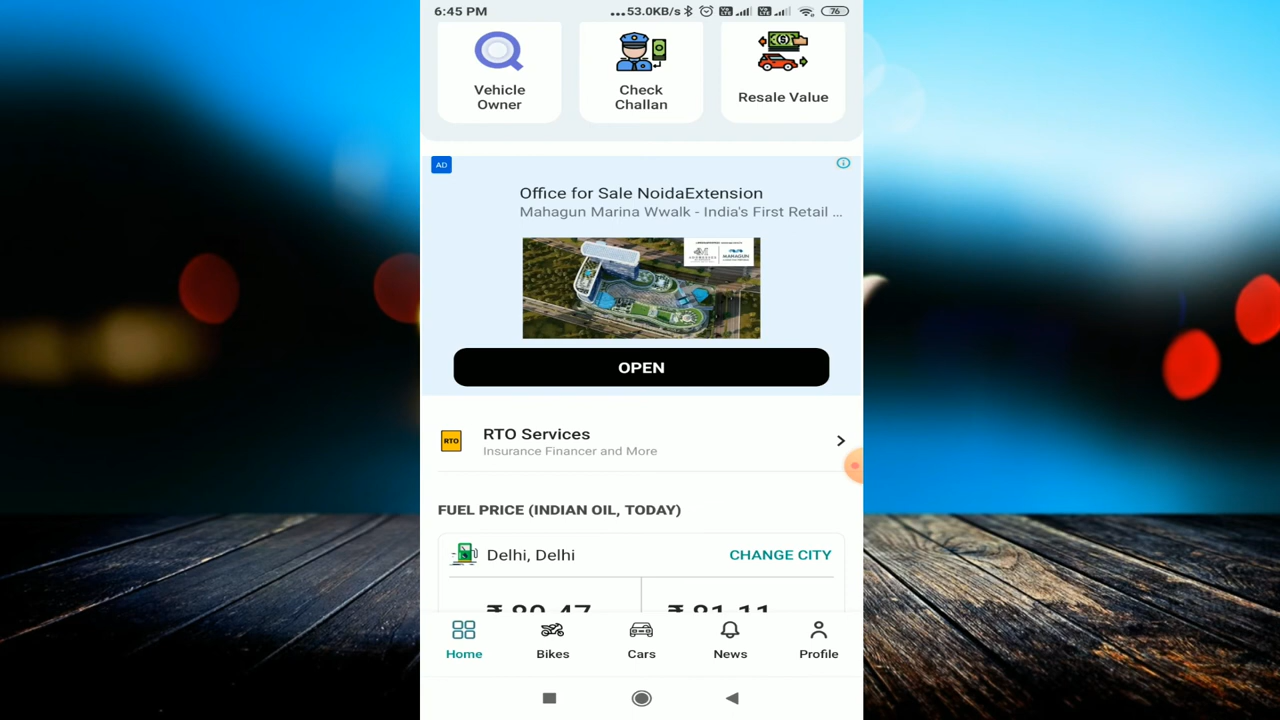 6:45 PM
...53.0KB/s
76
Vehicle
Owner
Check
Challan
Resale Value
AD
Office for Sale NoidaExtension
Mahagun Marina Wwalk - India's First Retail ...
MAHAGUN
OPEN
RTO
RTO Services
Insurance Financer and More
FUEL PRICE (INDIAN OIL, TODAY)
Delhi, Delhi
CHANGE CITY
₹ 80.47
₹ 81.11
Home
Bikes
Cars
News
Profile